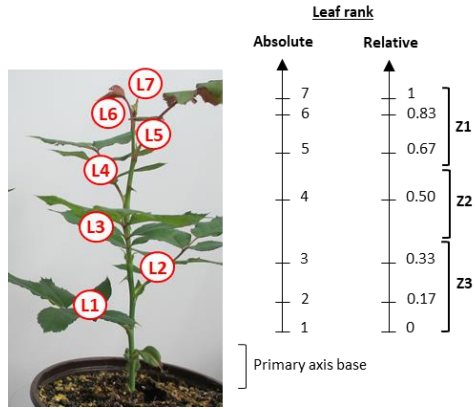 Leaf rank
Absolute Relative
L7
L6
L5
L4
L3
L2
L1
7 1
6 0.83
5 0.67
4 0.50
3 0.33
2 0.17
1 0
Z1
Z2
Z3
Primary axis base